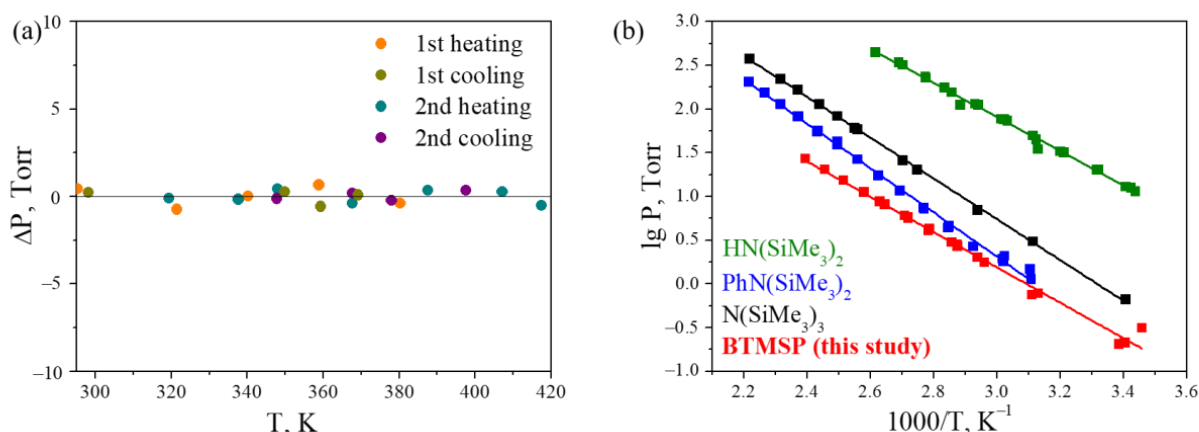 (a)
10
5
0
−5
−10
ΔP, Torr
1st heating
1st cooling
2nd heating
2nd cooling
300 320 340 360 380 400 420
T, K
(b)
3.0
2.5
2.0
1.5
1.0
0.5
0.0
−0.5
−1.0
lg P, Torr
HN(SiMe₃)₂
PhN(SiMe₃)₂
N(SiMe₃)₃
BTMSP (this study)
2.2 2.4 2.6 2.8 3.0 3.2 3.4 3.6
1000/T, K⁻¹